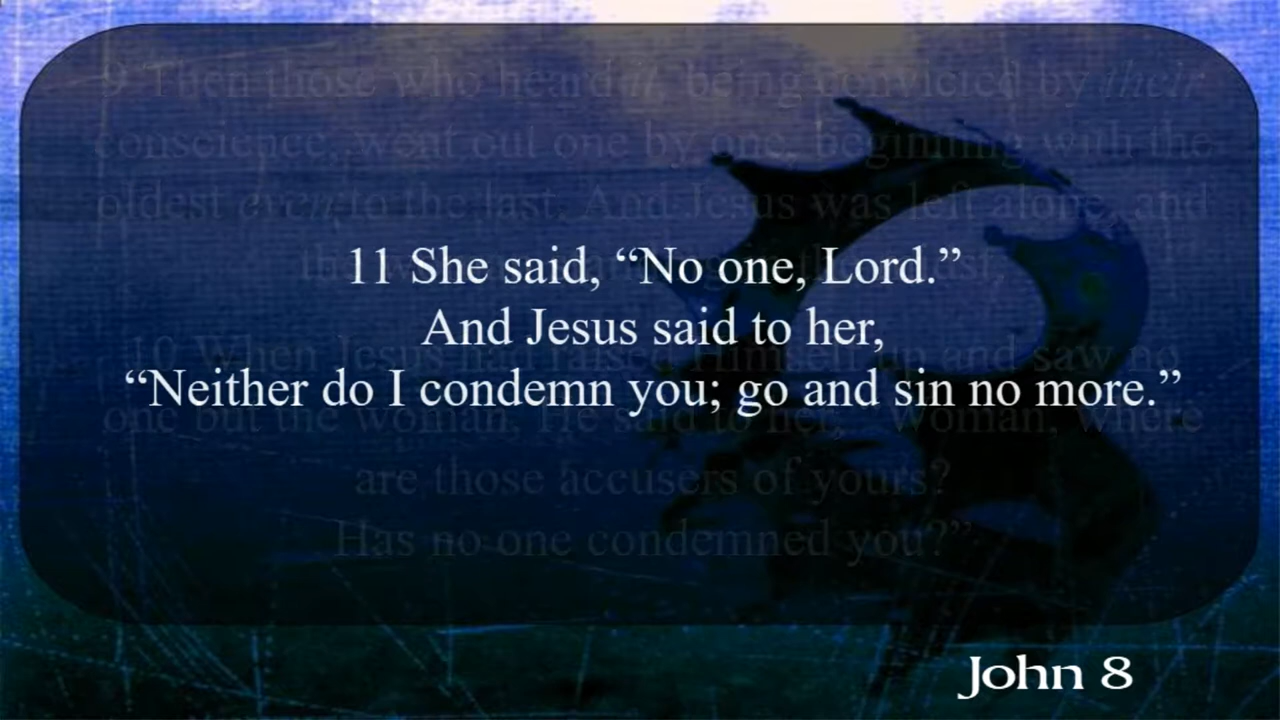 9 Then those who heard it, being convicted by their
conscience, went out one by one, beginning with the
oldest even to the last. And Jesus was left alone, and
11 She said, “No one, Lord.”
And Jesus said to her,
10 When Jesus had raised Himself up and saw no
“Neither do I condemn you; go and sin no more.”
one but the woman, He said to her, “Woman, where
are those accusers of yours?
Has no one condemned you?”
John 8